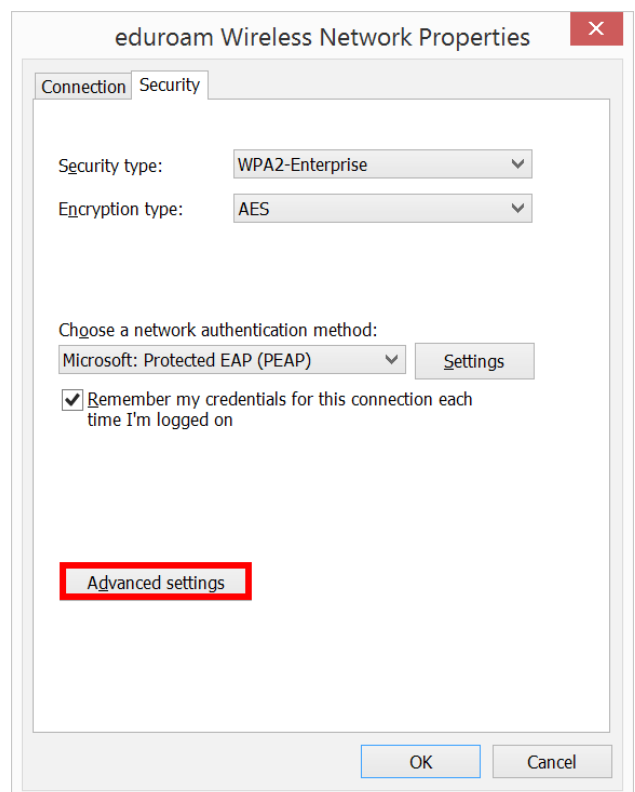 eduroam Wireless Network Properties
Connection Security
Security type: WPA2-Enterprise
Encryption type: AES
Choose a network authentication method:
Microsoft: Protected EAP (PEAP) Settings
Remember my credentials for this connection each
time I'm logged on
Advanced settings
OK Cancel